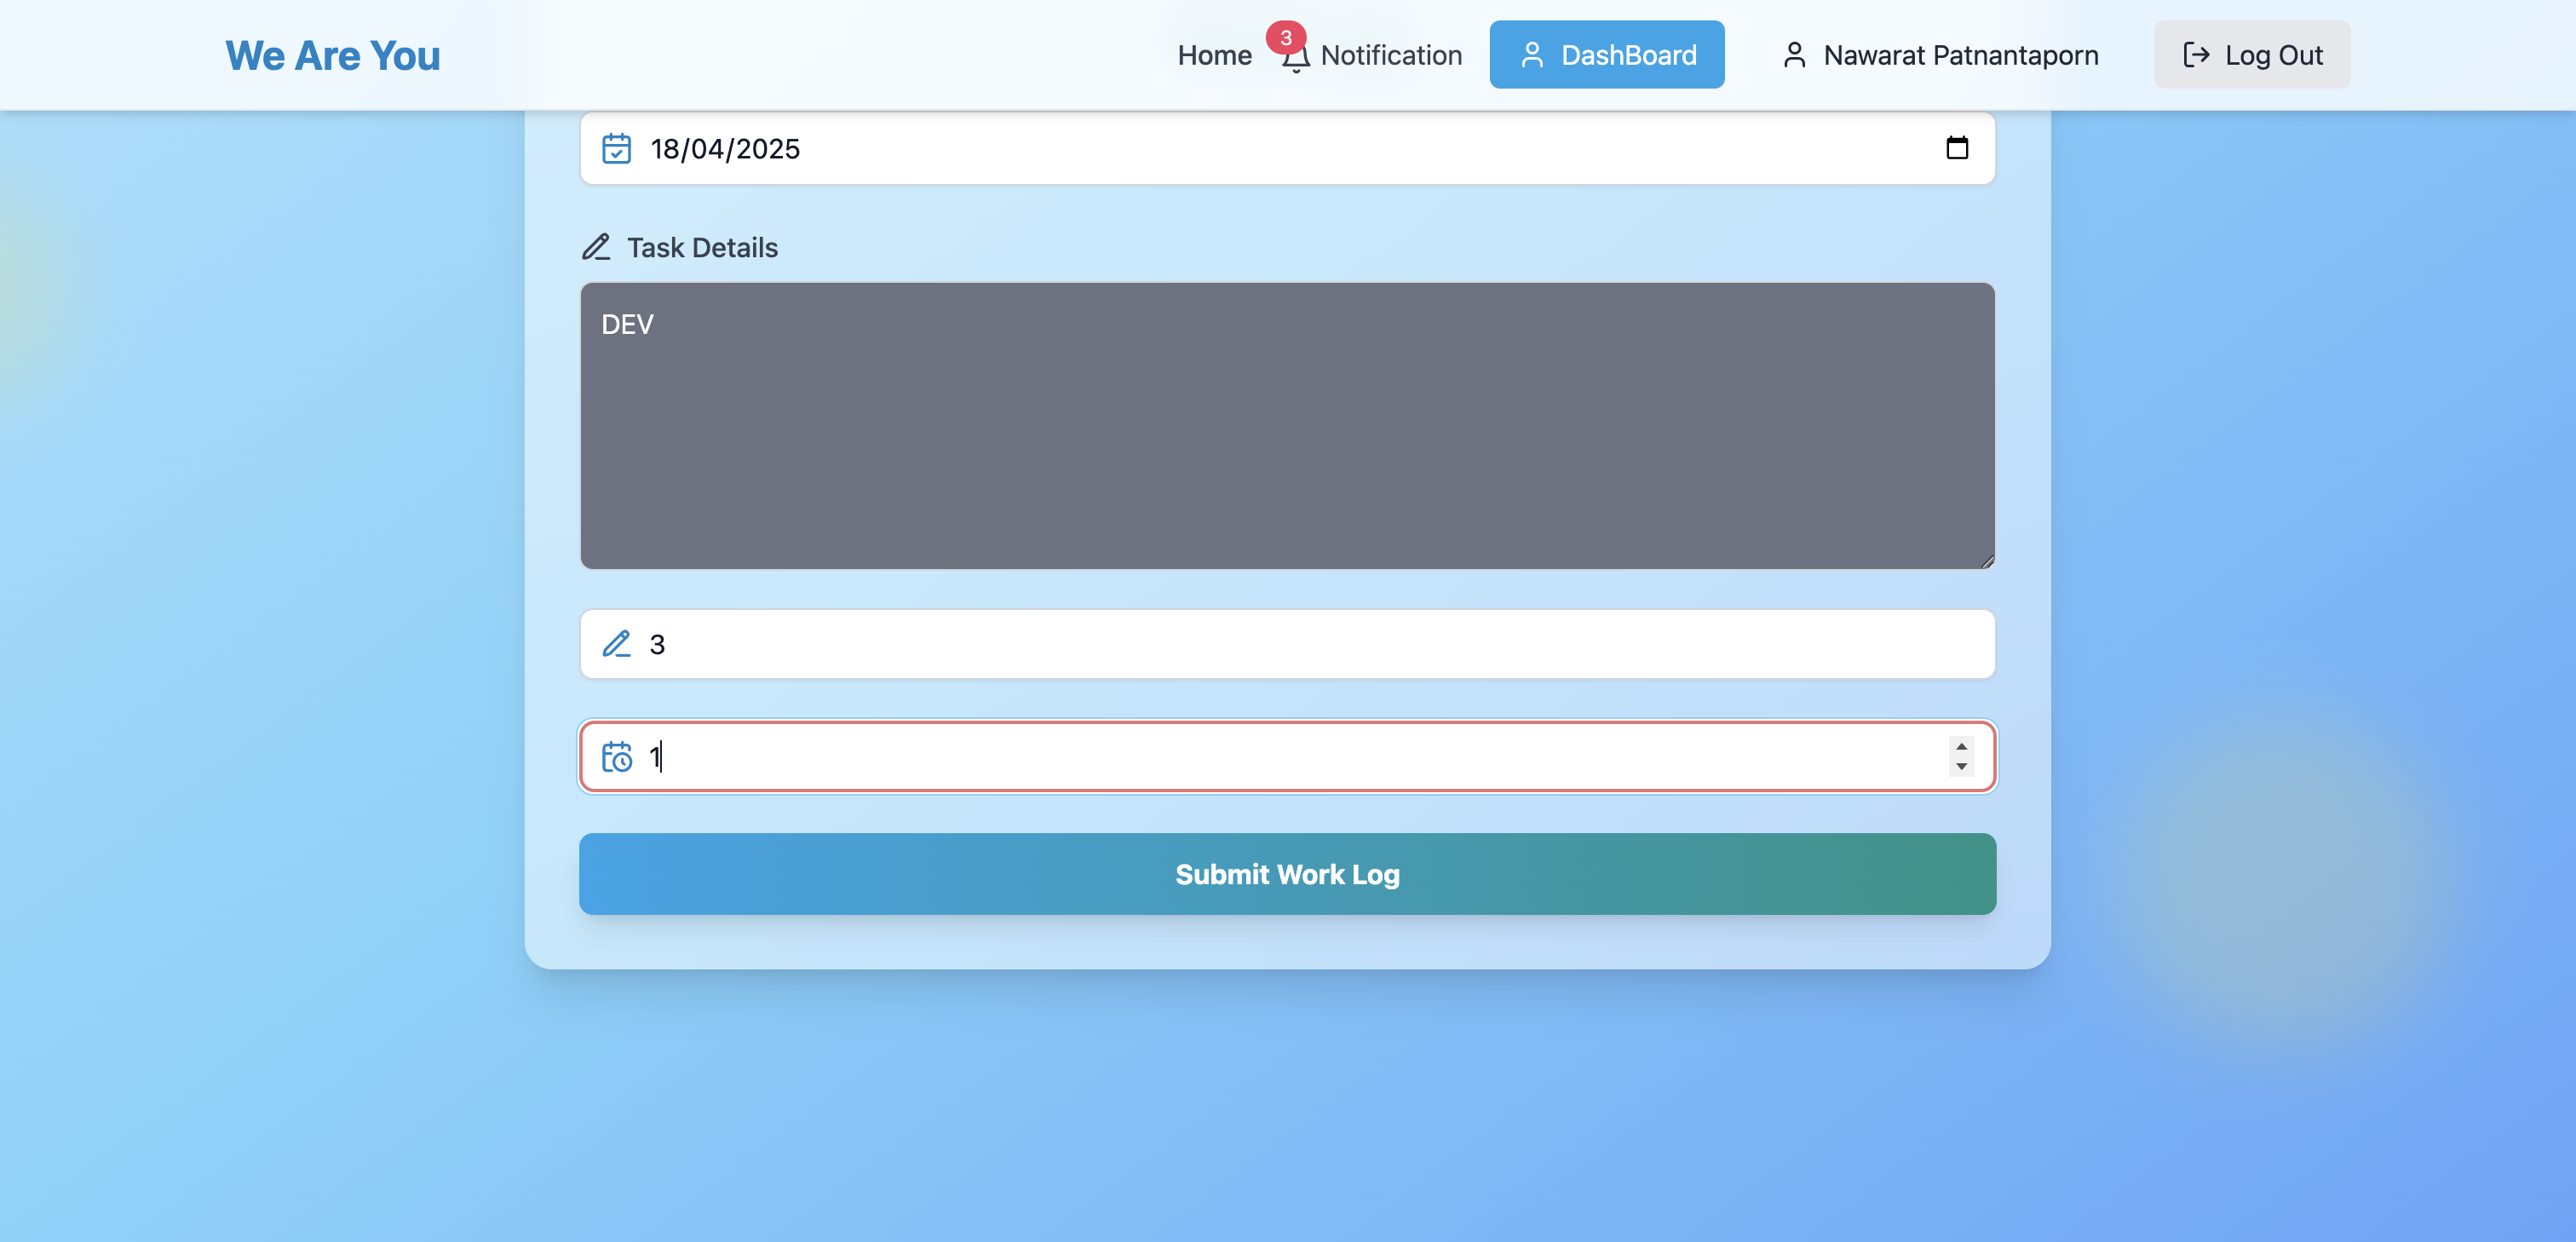 We Are You
Home
3
Notification
DashBoard
Nawarat Patnantaporn
Log Out
18/04/2025
Task Details
DEV
3
1
Submit Work Log